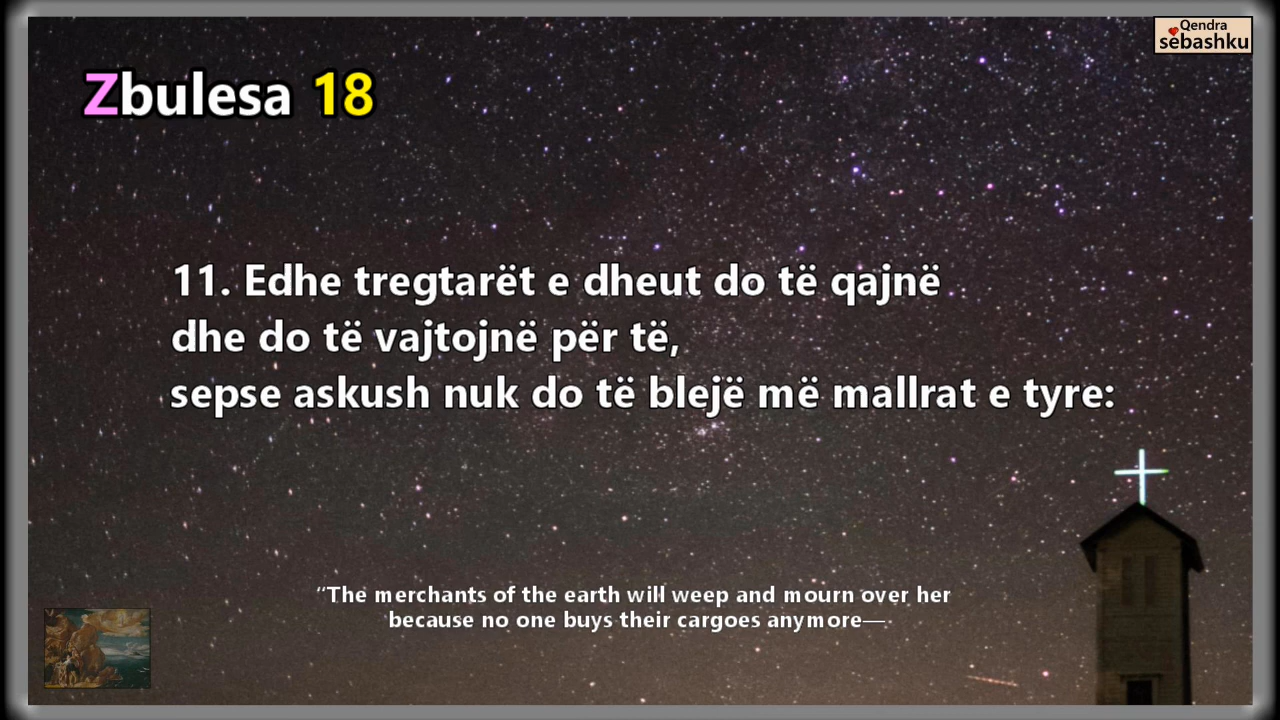 Qendra
sebashku
Zbulesa 18
11. Edhe tregtarët e dheut do të qajnë
dhe do të vajtojnë për të,
sepse askush nuk do të blejë më mallrat e tyre:
“The merchants of the earth will weep and mourn over her
because no one buys their cargoes anymore—